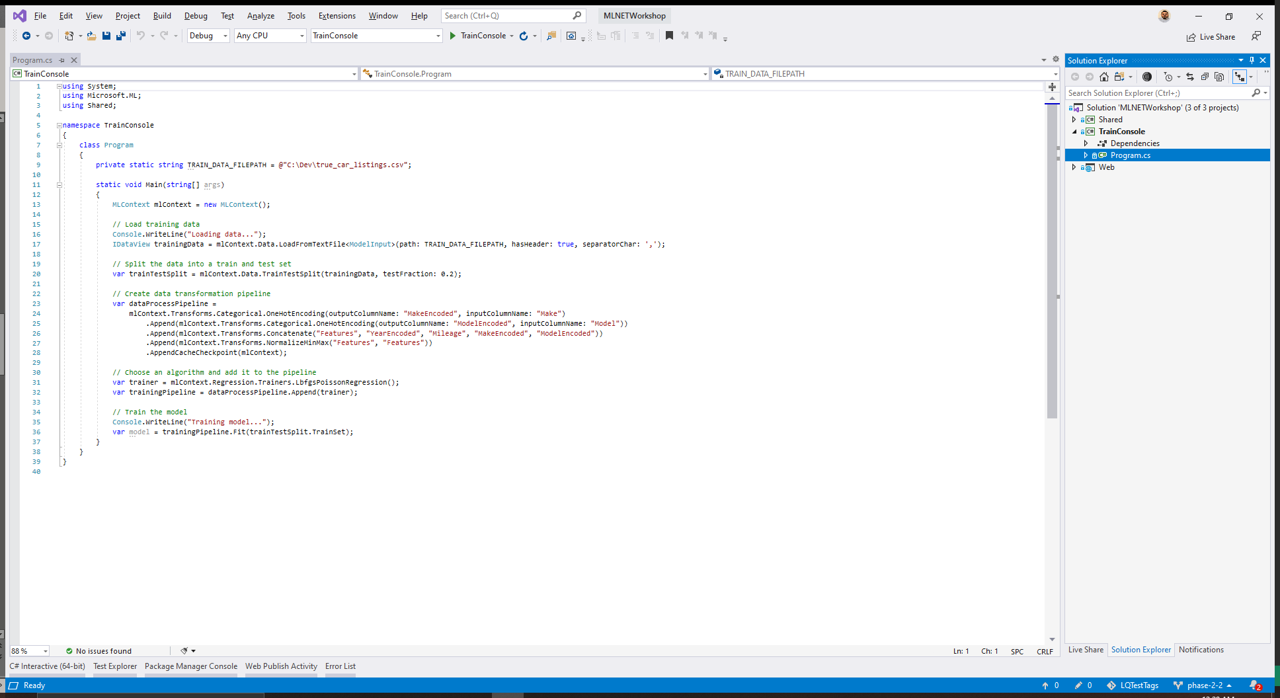 File Edit View Project Build Debug Test Analyze Tools Extensions Window Help Search (Ctrl+Q) MLNETWorkshop
Debug Any CPU TrainConsole TrainConsole Live Share
Program.cs
TrainConsole TrainConsole.Program TRAIN_DATA_FILEPATH
1 using System;
2 using Microsoft.ML;
3 using Shared;
4
5 namespace TrainConsole
6 {
7 class Program
8 {
9 private static string TRAIN_DATA_FILEPATH = @"C:\Dev\true_car_listings.csv";
10
11 static void Main(string[] args)
12 {
13 MLContext mlContext = new MLContext();
14
15 // Load training data
16 Console.WriteLine("Loading data...");
17 IDataView trainingData = mlContext.Data.LoadFromTextFile<ModelInput>(path: TRAIN_DATA_FILEPATH, hasHeader: true, separatorChar: ',');
18
19 // Split the data into a train and test set
20 var trainTestSplit = mlContext.Data.TrainTestSplit(trainingData, testFraction: 0.2);
21
22 // Create data transformation pipeline
23 var dataProcessPipeline =
24 mlContext.Transforms.Categorical.OneHotEncoding(outputColumnName: "MakeEncoded", inputColumnName: "Make")
25 .Append(mlContext.Transforms.Categorical.OneHotEncoding(outputColumnName: "ModelEncoded", inputColumnName: "Model"))
26 .Append(mlContext.Transforms.Concatenate("Features", "YearEncoded", "Mileage", "MakeEncoded", "ModelEncoded"))
27 .Append(mlContext.Transforms.NormalizeMinMax("Features", "Features"))
28 .AppendCacheCheckpoint(mlContext);
29
30 // Choose an algorithm and add it to the pipeline
31 var trainer = mlContext.Regression.Trainers.LbfgsPoissonRegression();
32 var trainingPipeline = dataProcessPipeline.Append(trainer);
33
34 // Train the model
35 Console.WriteLine("Training model...");
36 var model = trainingPipeline.Fit(trainTestSplit.TrainSet);
37 }
38 }
39 }
40
Solution Explorer
Search Solution Explorer (Ctrl+;)
Solution 'MLNETWorkshop' (3 of 3 projects)
Shared
TrainConsole
Dependencies
Program.cs
Web
88 % No issues found Ln: 1 Ch: 1 SPC CRLF
Live Share Solution Explorer Notifications
C# Interactive (64-bit) Test Explorer Package Manager Console Web Publish Activity Error List
Ready 0 0 LQTestTags phase-2-2 2